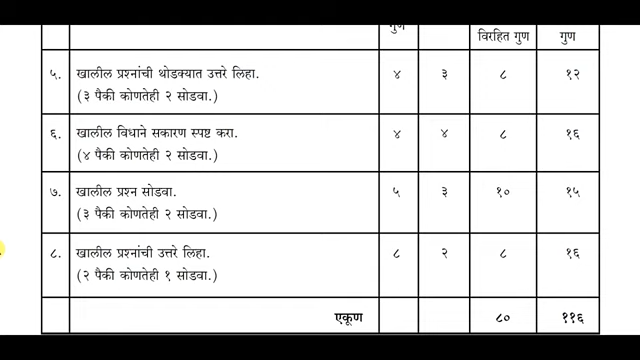 गुण
विरहित गुण गुण
५. खालील प्रश्नांची थोडक्यात उत्तरे लिहा. ४ ३ ८ १२
(३ पैकी कोणतेही २ सोडवा.)
६. खालील विधाने सकारण स्पष्ट करा. ४ ४ ८ १६
(४ पैकी कोणतेही २ सोडवा.)
७. खालील प्रश्न सोडवा. ५ ३ १० १५
(३ पैकी कोणतेही २ सोडवा.)
८. खालील प्रश्नांची उत्तरे लिहा. ८ २ ८ १६
(२ पैकी कोणतेही १ सोडवा.)
एकूण ८० ११६